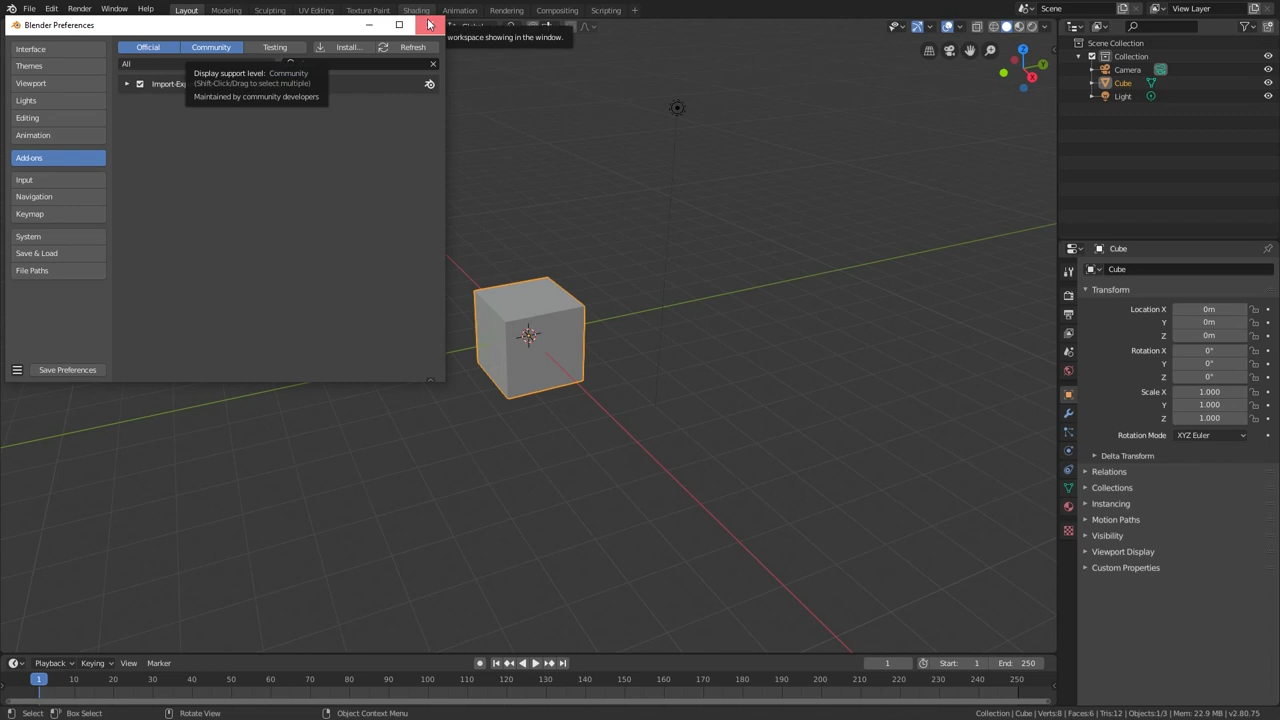 File Edit Render Window Help
Layout Modeling Sculpting UV Editing Texture Paint Shading Animation Rendering Compositing Scripting +
Scene
View Layer
Blender Preferences
workspace showing in the window.
Official Community Testing Install... Refresh
All
Display support level: Community
(Shift-Click/Drag to select multiple)
Maintained by community developers
Interface
Themes
Viewport
Lights
Editing
Animation
Add-ons
Input
Navigation
Keymap
System
Save & Load
File Paths
Save Preferences
Z
Y
X
Scene Collection
Collection
Camera
Cube
Light
Cube
Cube
Transform
Location X 0m
Y 0m
Z 0m
Rotation X 0°
Y 0°
Z 0°
Scale X 1.000
Y 1.000
Z 1.000
Rotation Mode XYZ Euler
Delta Transform
Relations
Collections
Instancing
Motion Paths
Visibility
Viewport Display
Custom Properties
Playback Keying View Marker
1 Start: 1 End: 250
1 10 20 30 40 50 60 70 80 90 100 110 120 130 140 150 160 170 180 190 200 210 220 230 240 250
Select Box Select Rotate View Object Context Menu
Collection | Cube | Verts:8 | Faces:6 | Tris:12 | Objects:1/3 | Mem: 22.9 MB | v2.80.75